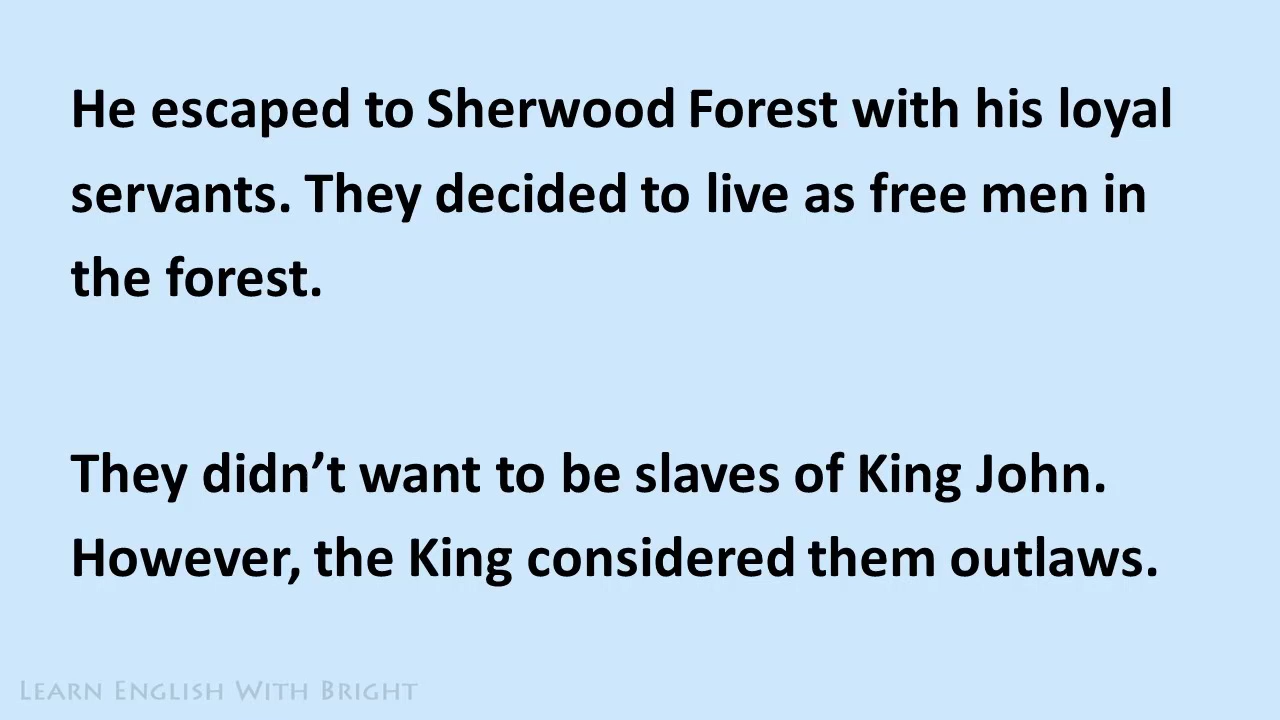 He escaped to Sherwood Forest with his loyal
servants. They decided to live as free men in
the forest.
They didn’t want to be slaves of King John.
However, the King considered them outlaws.
Learn English With Bright